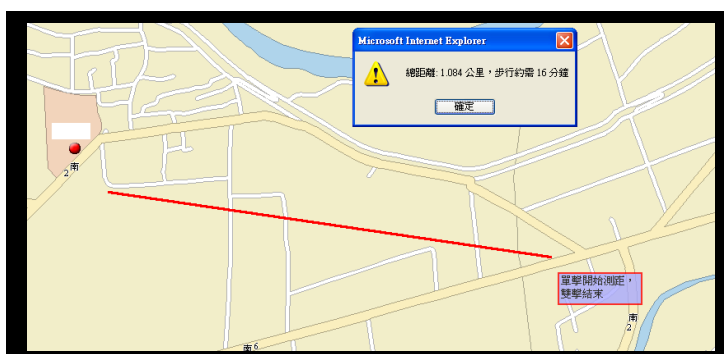 Microsoft Internet Explorer
總距離: 1.084 公里,步行約需 16 分鐘
確定
南
2
單擊開始測距,
雙擊結束
南
2
南6